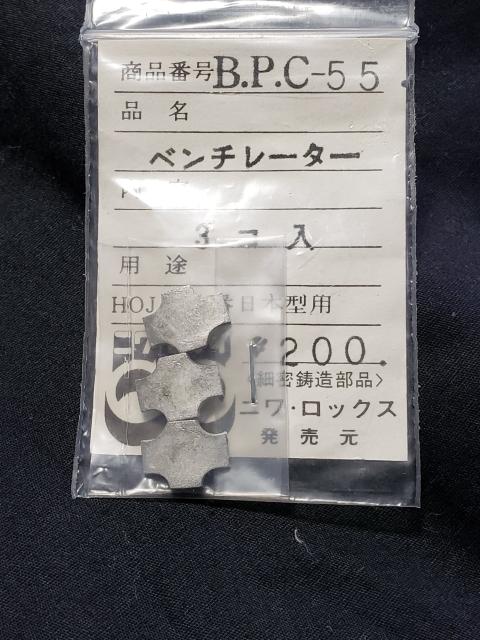 商品番号 B.P.C-55
品名
ベンチレーター
3コ入
用途
HOJ 日本型用
¥200.
〈細密鋳造部品〉
ニワ・ロックス
発売元